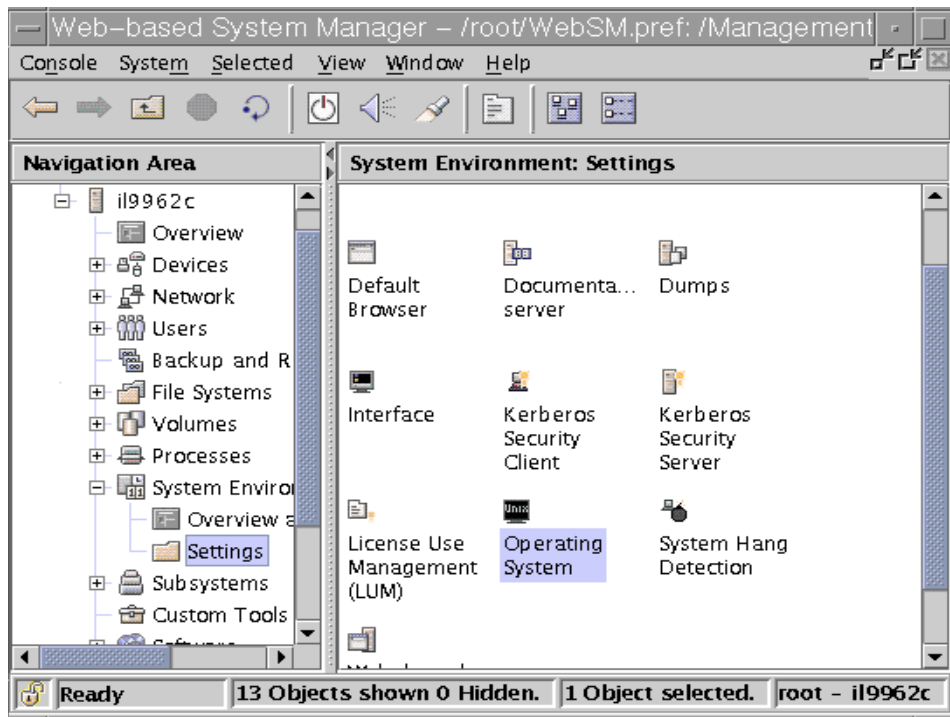 Web-based System Manager - /root/WebSM.pref: /Management
Console System Selected View Window Help
Navigation Area
System Environment: Settings
il9962c
Overview
Devices
Network
Users
Backup and R
File Systems
Volumes
Processes
System Enviro
Overview a
Settings
Subsystems
Custom Tools
Default
Browser
Documenta...
server
Dumps
Interface
Kerberos
Security
Client
Kerberos
Security
Server
License Use
Management
(LUM)
Unix
Operating
System
System Hang
Detection
Ready
13 Objects shown 0 Hidden.
1 Object selected.
root - il9962c